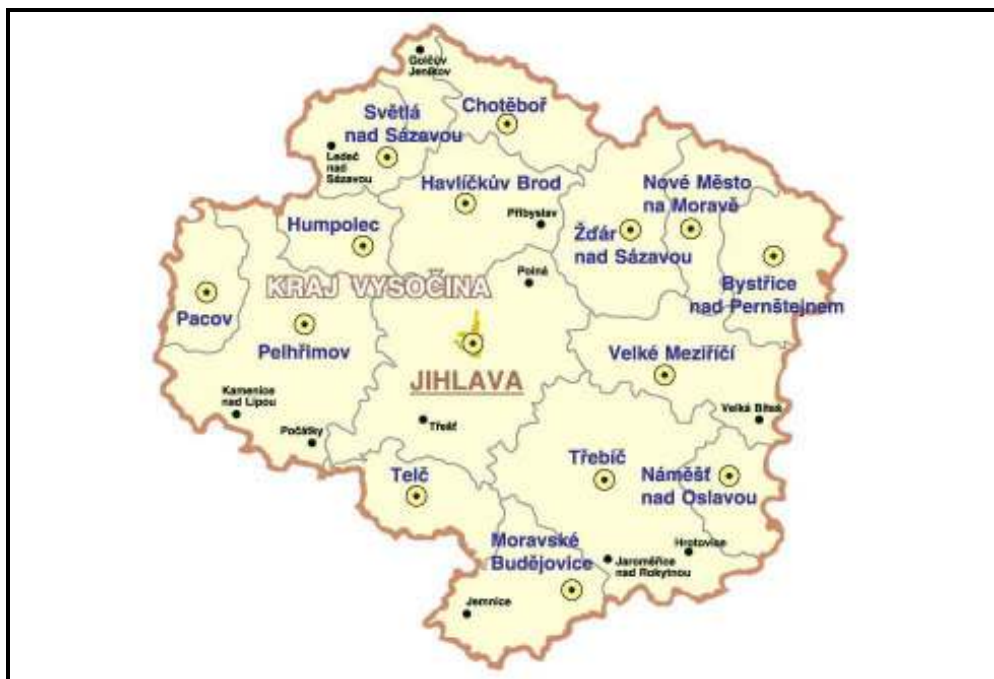 Golčův
Jeníkov
Světlá
nad Sázavou
Chotěboř
Ledeč
nad
Sázavou
Havlíčkův Brod
Přibyslav
Nové Město
na Moravě
Humpolec
Žďár
nad Sázavou
Polná
Bystřice
nad Pernštejnem
KRAJ VYSOČINA
Pacov
Pelhřimov
Velké Meziříčí
JIHLAVA
Kamenice
nad Lipou
Počátky
Třešť
Velká Bíteš
Telč
Třebíč
Náměšť
nad Oslavou
Moravské
Budějovice
Hrotovice
Jaroměřice
nad Rokytnou
Jemnice